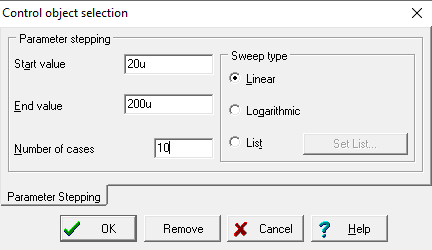 Control object selection
Parameter stepping
Start value 20u
End value 200u
Number of cases 10
Sweep type
Linear
Logarithmic
List Set List...
Parameter Stepping
OK Remove Cancel ? Help